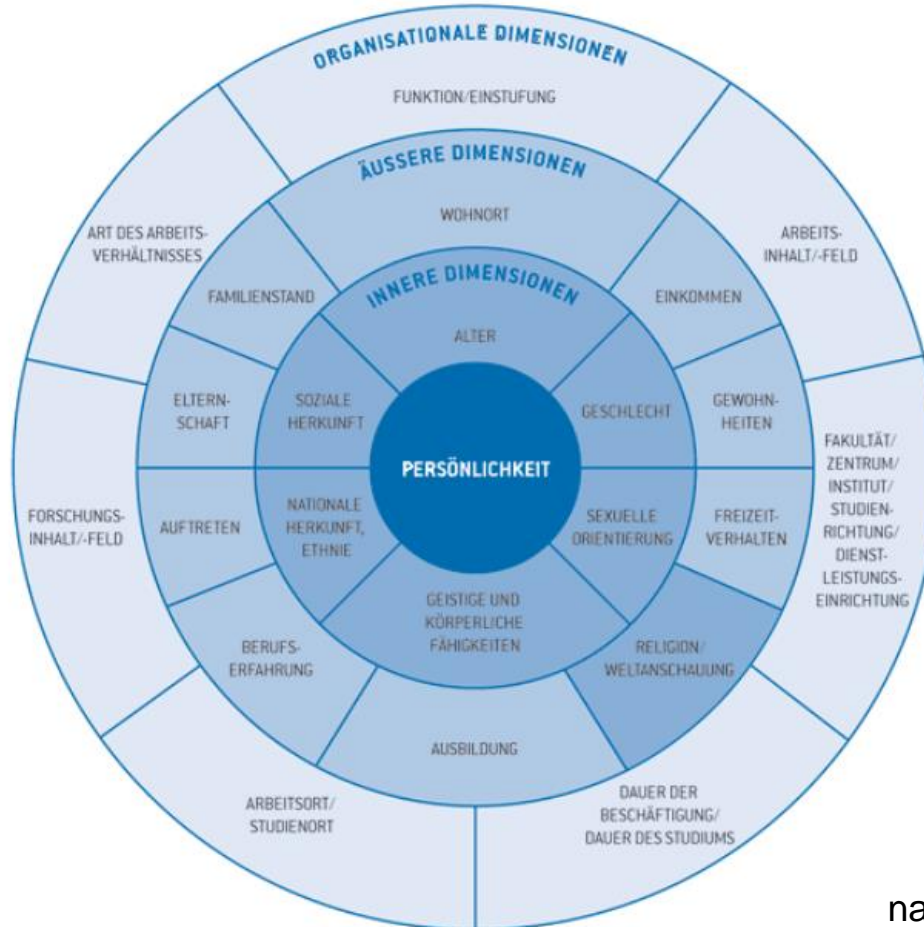 ORGANISATIONALE DIMENSIONEN
FUNKTION/EINSTUFUNG
ÄUSSERE DIMENSIONEN
WOHNORT
INNERE DIMENSIONEN
ALTER
PERSÖNLICHKEIT
ART DES ARBEITS-
VERHÄLTNISSES
ARBEITS-
INHALT/-FELD
FAMILIENSTAND
EINKOMMEN
ELTERN-
SCHAFT
SOZIALE
HERKUNFT
GESCHLECHT
GEWOHN-
HEITEN
FAKULTÄT/
ZENTRUM/
INSTITUT/
STUDIEN-
RICHTUNG/
DIENST-
LEISTUNGS-
EINRICHTUNG
FORSCHUNGS-
INHALT/-FELD
AUFTRETEN
NATIONALE
HERKUNFT,
ETHNIE
SEXUELLE
ORIENTIERUNG
FREIZEIT-
VERHALTEN
GEISTIGE UND
KÖRPERLICHE
FÄHIGKEITEN
BERUFS-
ERFAHRUNG
RELIGION/
WELTANSCHAUUNG
AUSBILDUNG
ARBEITSORT/
STUDIENORT
DAUER DER
BESCHÄFTIGUNG/
DAUER DES STUDIUMS
na